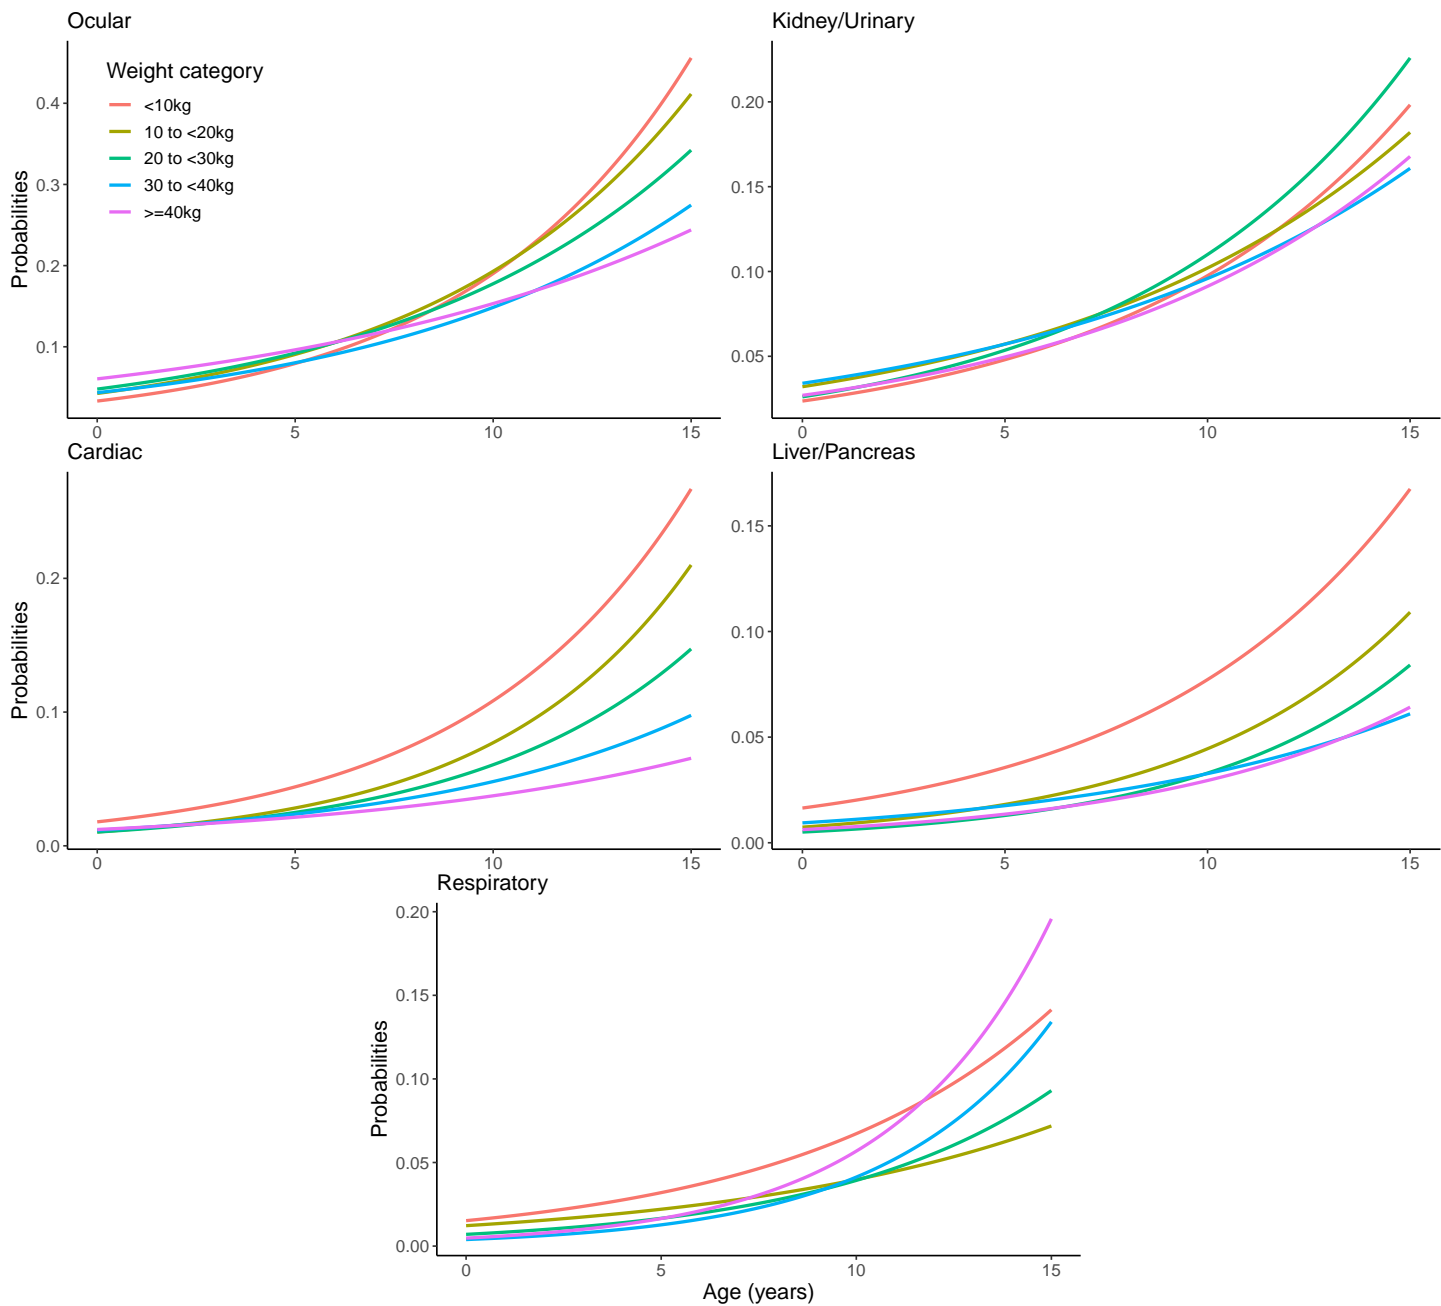 Ocular
Weight category
<10kg
10 to <20kg
20 to <30kg
30 to <40kg
>=40kg
Probabilities
0.4
0.3
0.2
0.1
0 5 10 15
Kidney/Urinary
0.20
0.15
0.10
0.05
0 5 10 15
Cardiac
Probabilities
0.2
0.1
0.0
0 5 10 15
Liver/Pancreas
0.15
0.10
0.05
0.00
0 5 10 15
Respiratory
Probabilities
0.20
0.15
0.10
0.05
0.00
0 5 10 15
Age (years)